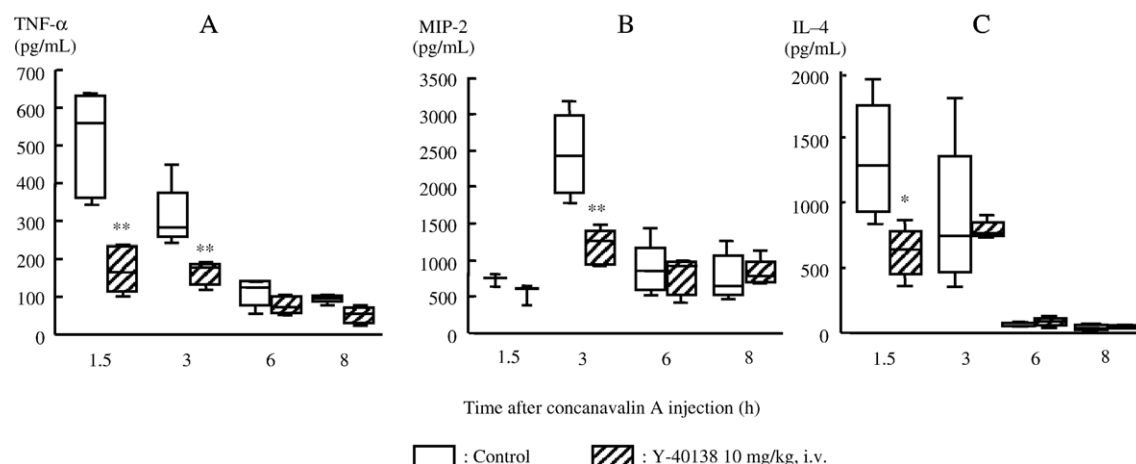 TNF-α
(pg/mL)
A
700
600
500
400
300
200
100
0
**
**
1.5 3 6 8
MIP-2
(pg/mL)
B
3500
3000
2500
2000
1500
1000
500
0
**
1.5 3 6 8
IL–4
(pg/mL)
C
2000
1500
1000
500
0
*
1.5 3 6 8
Time after concanavalin A injection (h)
: Control : Y-40138 10 mg/kg, i.v.